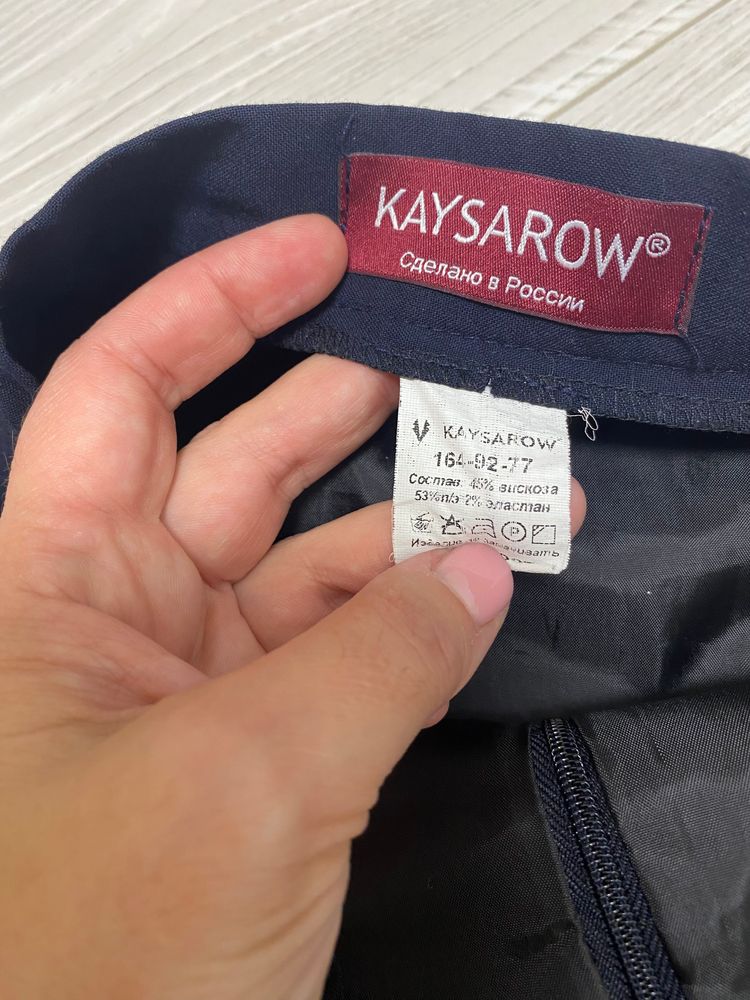 KAYSAROW®
Сделано в России
KAYSAROW
164-92-77
Состав: 45% вискоза
53%п/э 2% эластан
P